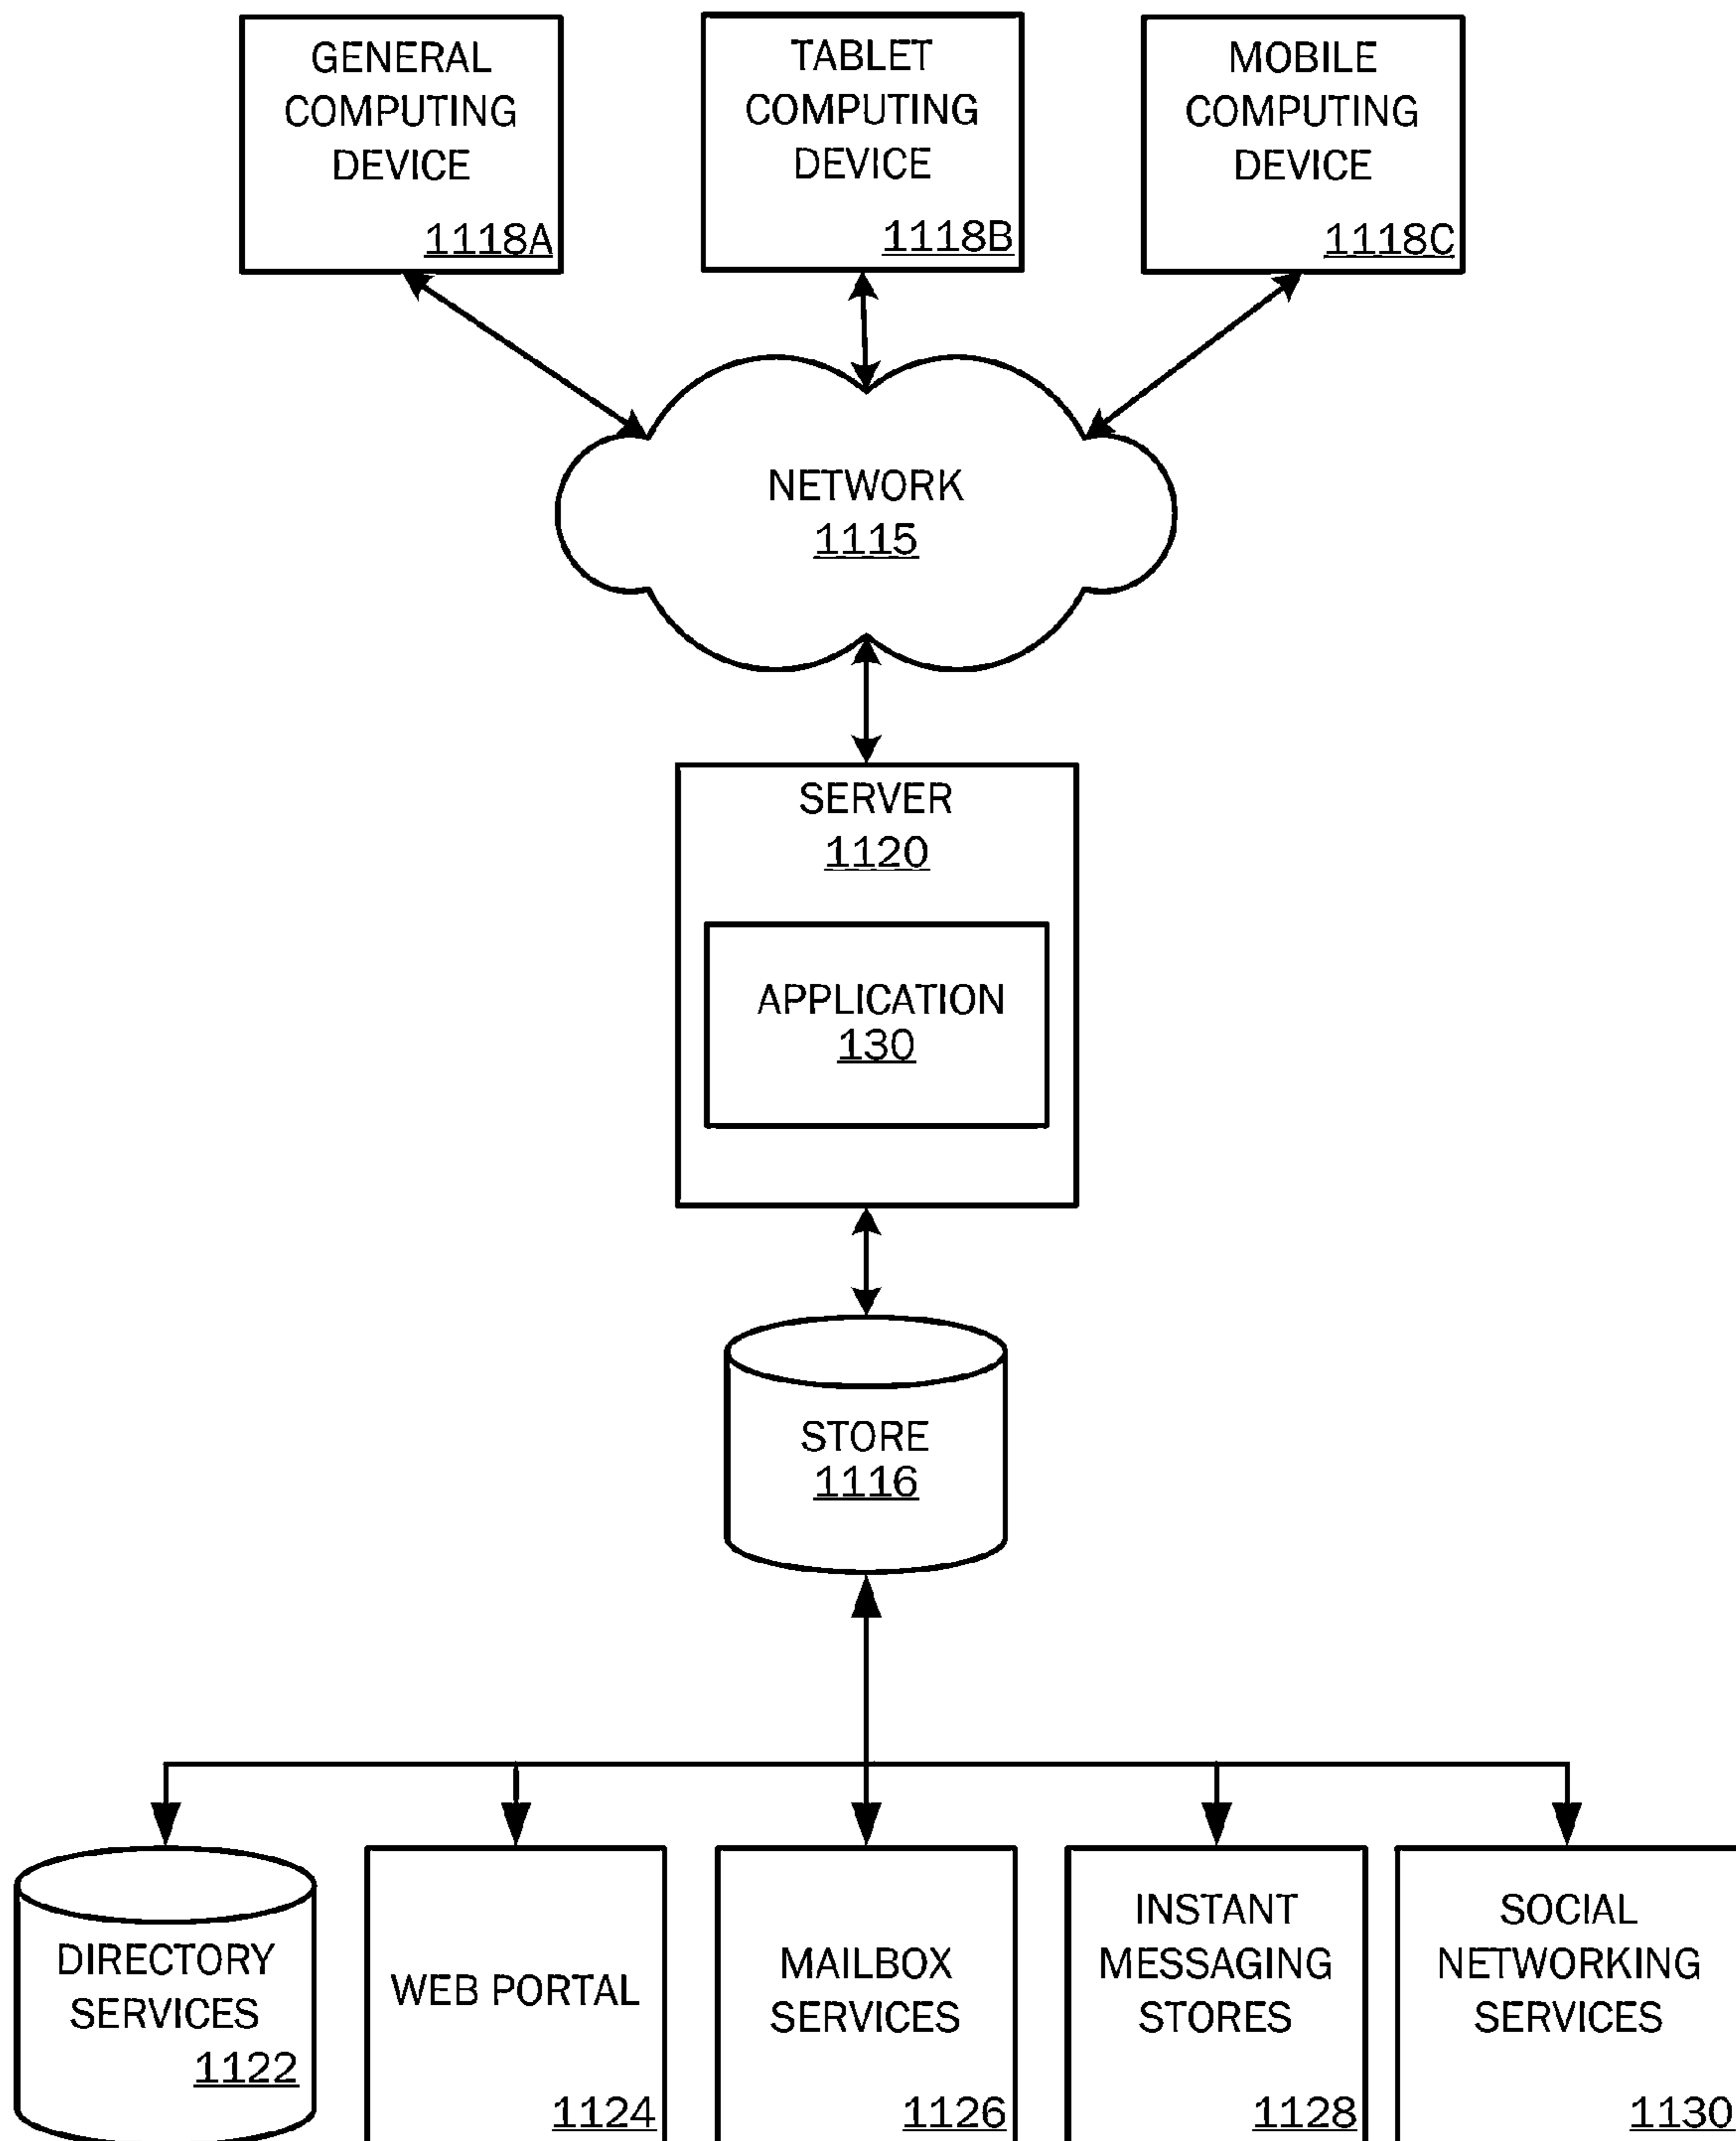 GENERAL
COMPUTING
DEVICE
1118A
TABLET
COMPUTING
DEVICE
1118B
MOBILE
COMPUTING
DEVICE
1118C
NETWORK
1115
SERVER
1120
APPLICATION
130
STORE
1116
DIRECTORY
SERVICES
1122
WEB PORTAL
1124
MAILBOX
SERVICES
1126
INSTANT
MESSAGING
STORES
1128
SOCIAL
NETWORKING
SERVICES
1130